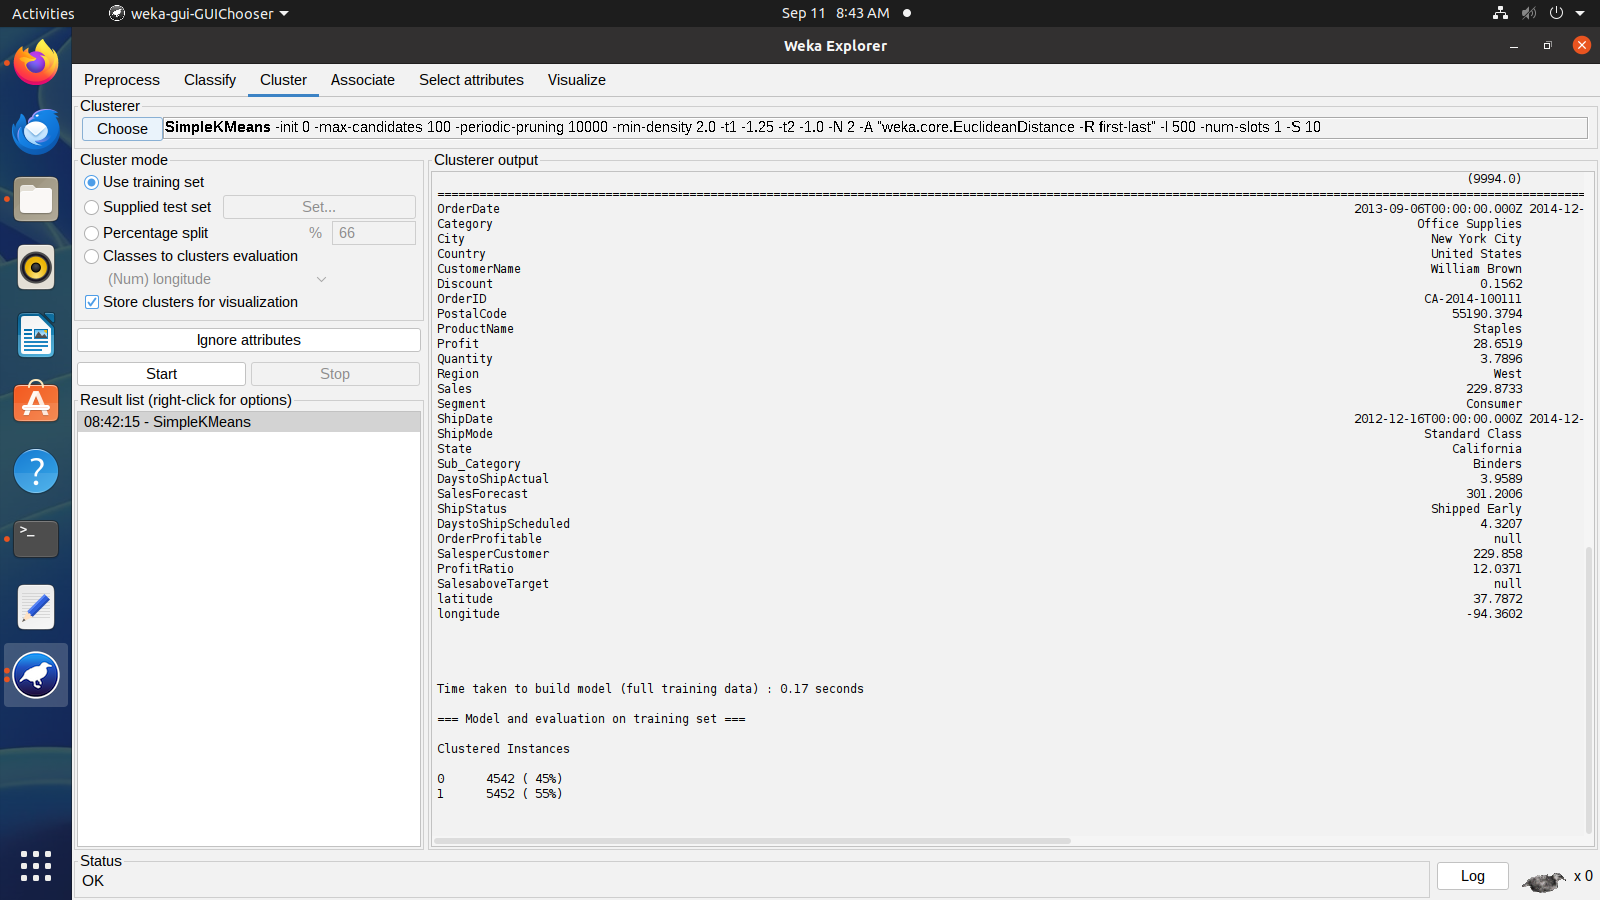 Activities
weka-gui-GUIChooser
Sep 11 8:43 AM
Weka Explorer
Preprocess Classify Cluster Associate Select attributes Visualize
Clusterer
Choose SimpleKMeans -init 0 -max-candidates 100 -periodic-pruning 10000 -min-density 2.0 -t1 -1.25 -t2 -1.0 -N 2 -A "weka.core.EuclideanDistance -R first-last" -I 500 -num-slots 1 -S 10
Cluster mode
Use training set
Supplied test set Set...
Percentage split % 66
Classes to clusters evaluation
(Num) longitude
Store clusters for visualization
Ignore attributes
Start Stop
Result list (right-click for options)
08:42:15 - SimpleKMeans
Clusterer output
(9994.0)
OrderDate 2013-09-06T00:00:00.000Z 2014-12-
Category Office Supplies
City New York City
Country United States
CustomerName William Brown
Discount 0.1562
OrderID CA-2014-100111
PostalCode 55190.3794
ProductName Staples
Profit 28.6519
Quantity 3.7896
Region West
Sales 229.8733
Segment Consumer
ShipDate 2012-12-16T00:00:00.000Z 2014-12-
ShipMode Standard Class
State California
Sub_Category Binders
DaystoShipActual 3.9589
SalesForecast 301.2006
ShipStatus Shipped Early
DaystoShipScheduled 4.3207
OrderProfitable null
SalesperCustomer 229.858
ProfitRatio 12.0371
SalesaboveTarget null
latitude 37.7872
longitude -94.3602
Time taken to build model (full training data) : 0.17 seconds
=== Model and evaluation on training set ===
Clustered Instances
0 4542 ( 45%)
1 5452 ( 55%)
Status
OK
Log
x 0